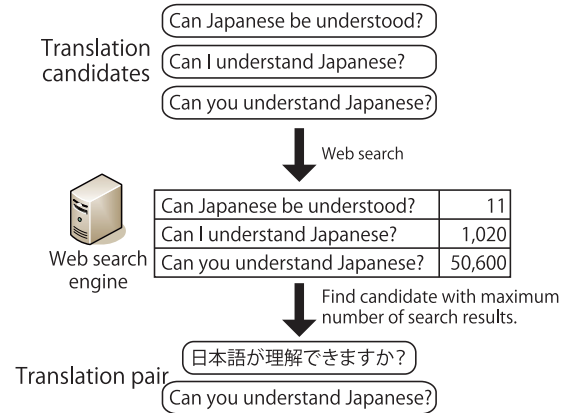 Translation
candidates
Can Japanese be understood?
Can I understand Japanese?
Can you understand Japanese?
Web search
Web search
engine
Can Japanese be understood? 11
Can I understand Japanese? 1,020
Can you understand Japanese? 50,600
Find candidate with maximum
number of search results.
Translation pair
日本語が理解できますか？
Can you understand Japanese?